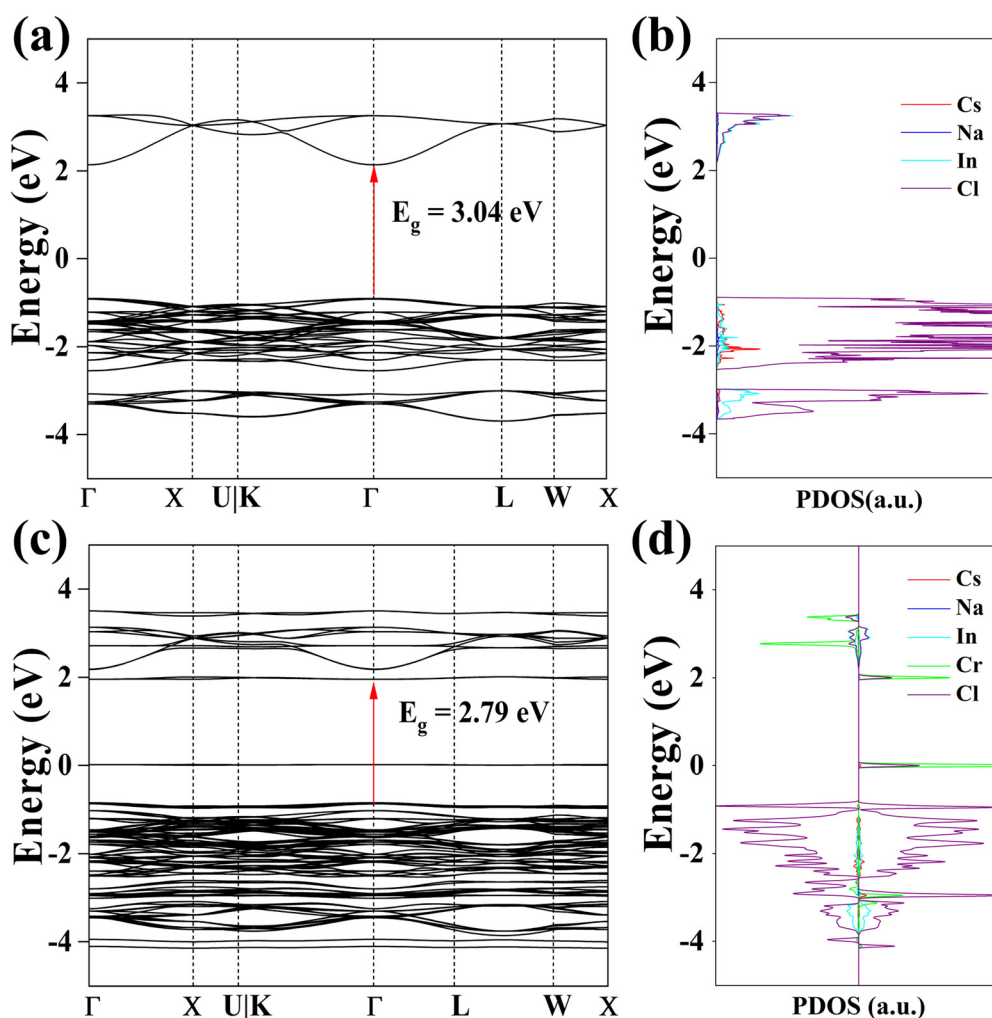 (a)
Energy (eV)
4
2
0
-2
-4
E_g = 3.04 eV
Γ X U|K Γ L W X
(b)
Energy (eV)
4
2
0
-2
-4
Cs
Na
In
Cl
PDOS(a.u.)
(c)
Energy (eV)
4
2
0
-2
-4
E_g = 2.79 eV
Γ X U|K Γ L W X
(d)
Energy (eV)
4
2
0
-2
-4
Cs
Na
In
Cr
Cl
PDOS (a.u.)